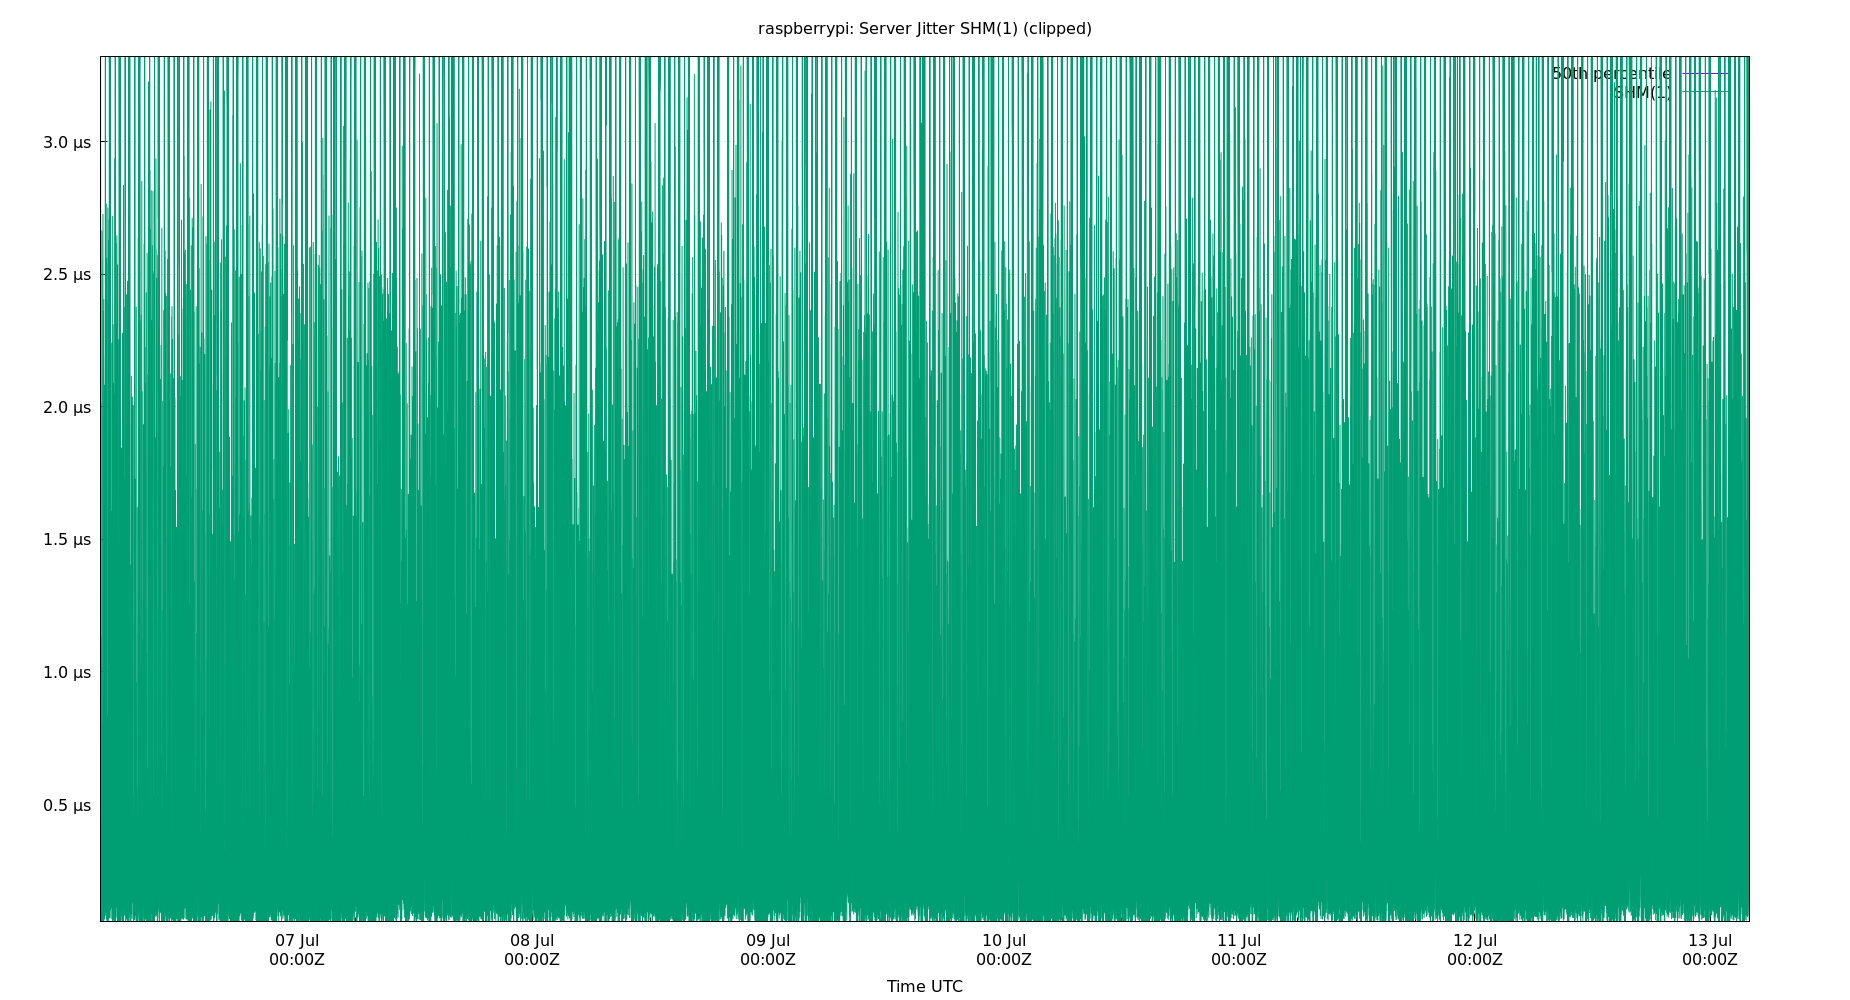 raspberrypi: Server Jitter SHM(1) (clipped)
50th percentile
SHM(1)
3.0 µs
2.5 µs
2.0 µs
1.5 µs
1.0 µs
0.5 µs
07 Jul 08 Jul 09 Jul 10 Jul 11 Jul 12 Jul 13 Jul
00:00Z 00:00Z 00:00Z 00:00Z 00:00Z 00:00Z 00:00Z
Time UTC